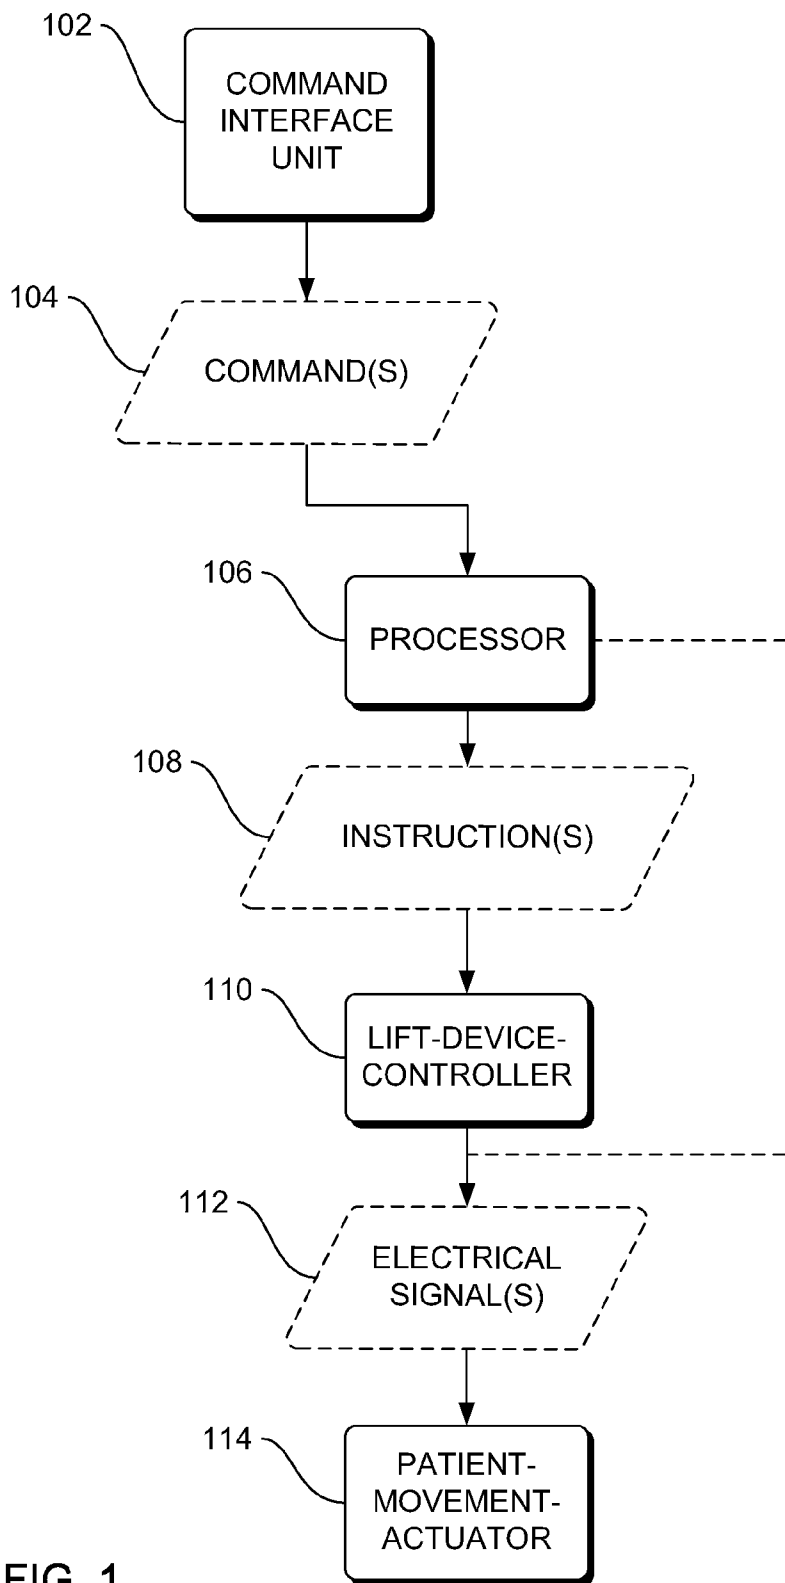 102
COMMAND
INTERFACE
UNIT
104
COMMAND(S)
106
PROCESSOR
108
INSTRUCTION(S)
110
LIFT-DEVICE-
CONTROLLER
112
ELECTRICAL
SIGNAL(S)
114
PATIENT-
MOVEMENT-
ACTUATOR
FIG. 1